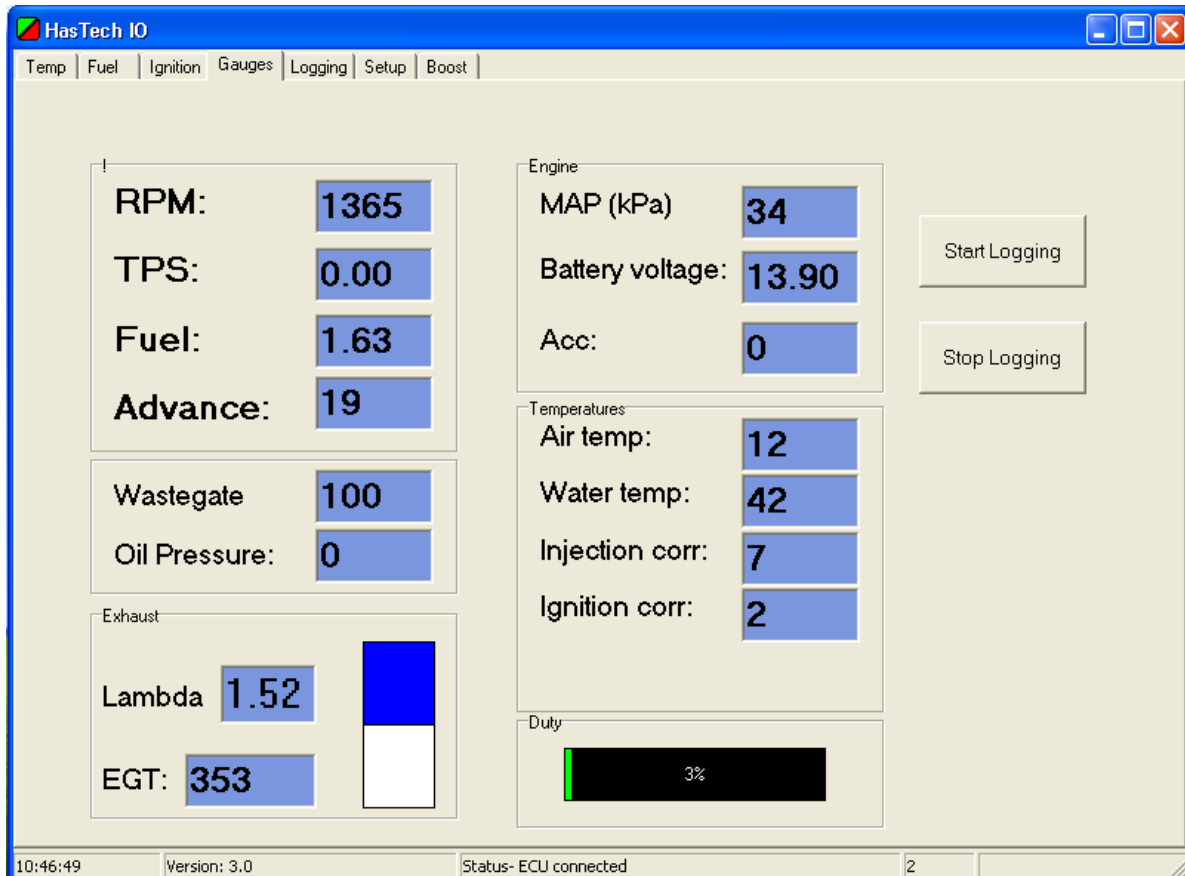 HasTech IO
Temp Fuel Ignition Gauges Logging Setup Boost
!
RPM: 1365
TPS: 0.00
Fuel: 1.63
Advance: 19
Wastegate 100
Oil Pressure: 0
Exhaust
Lambda 1.52
EGT: 353
Engine
MAP (kPa) 34
Battery voltage: 13.90
Acc: 0
Temperatures
Air temp: 12
Water temp: 42
Injection corr: 7
Ignition corr: 2
Duty
3%
Start Logging
Stop Logging
10:46:49 Version: 3.0 Status- ECU connected 2